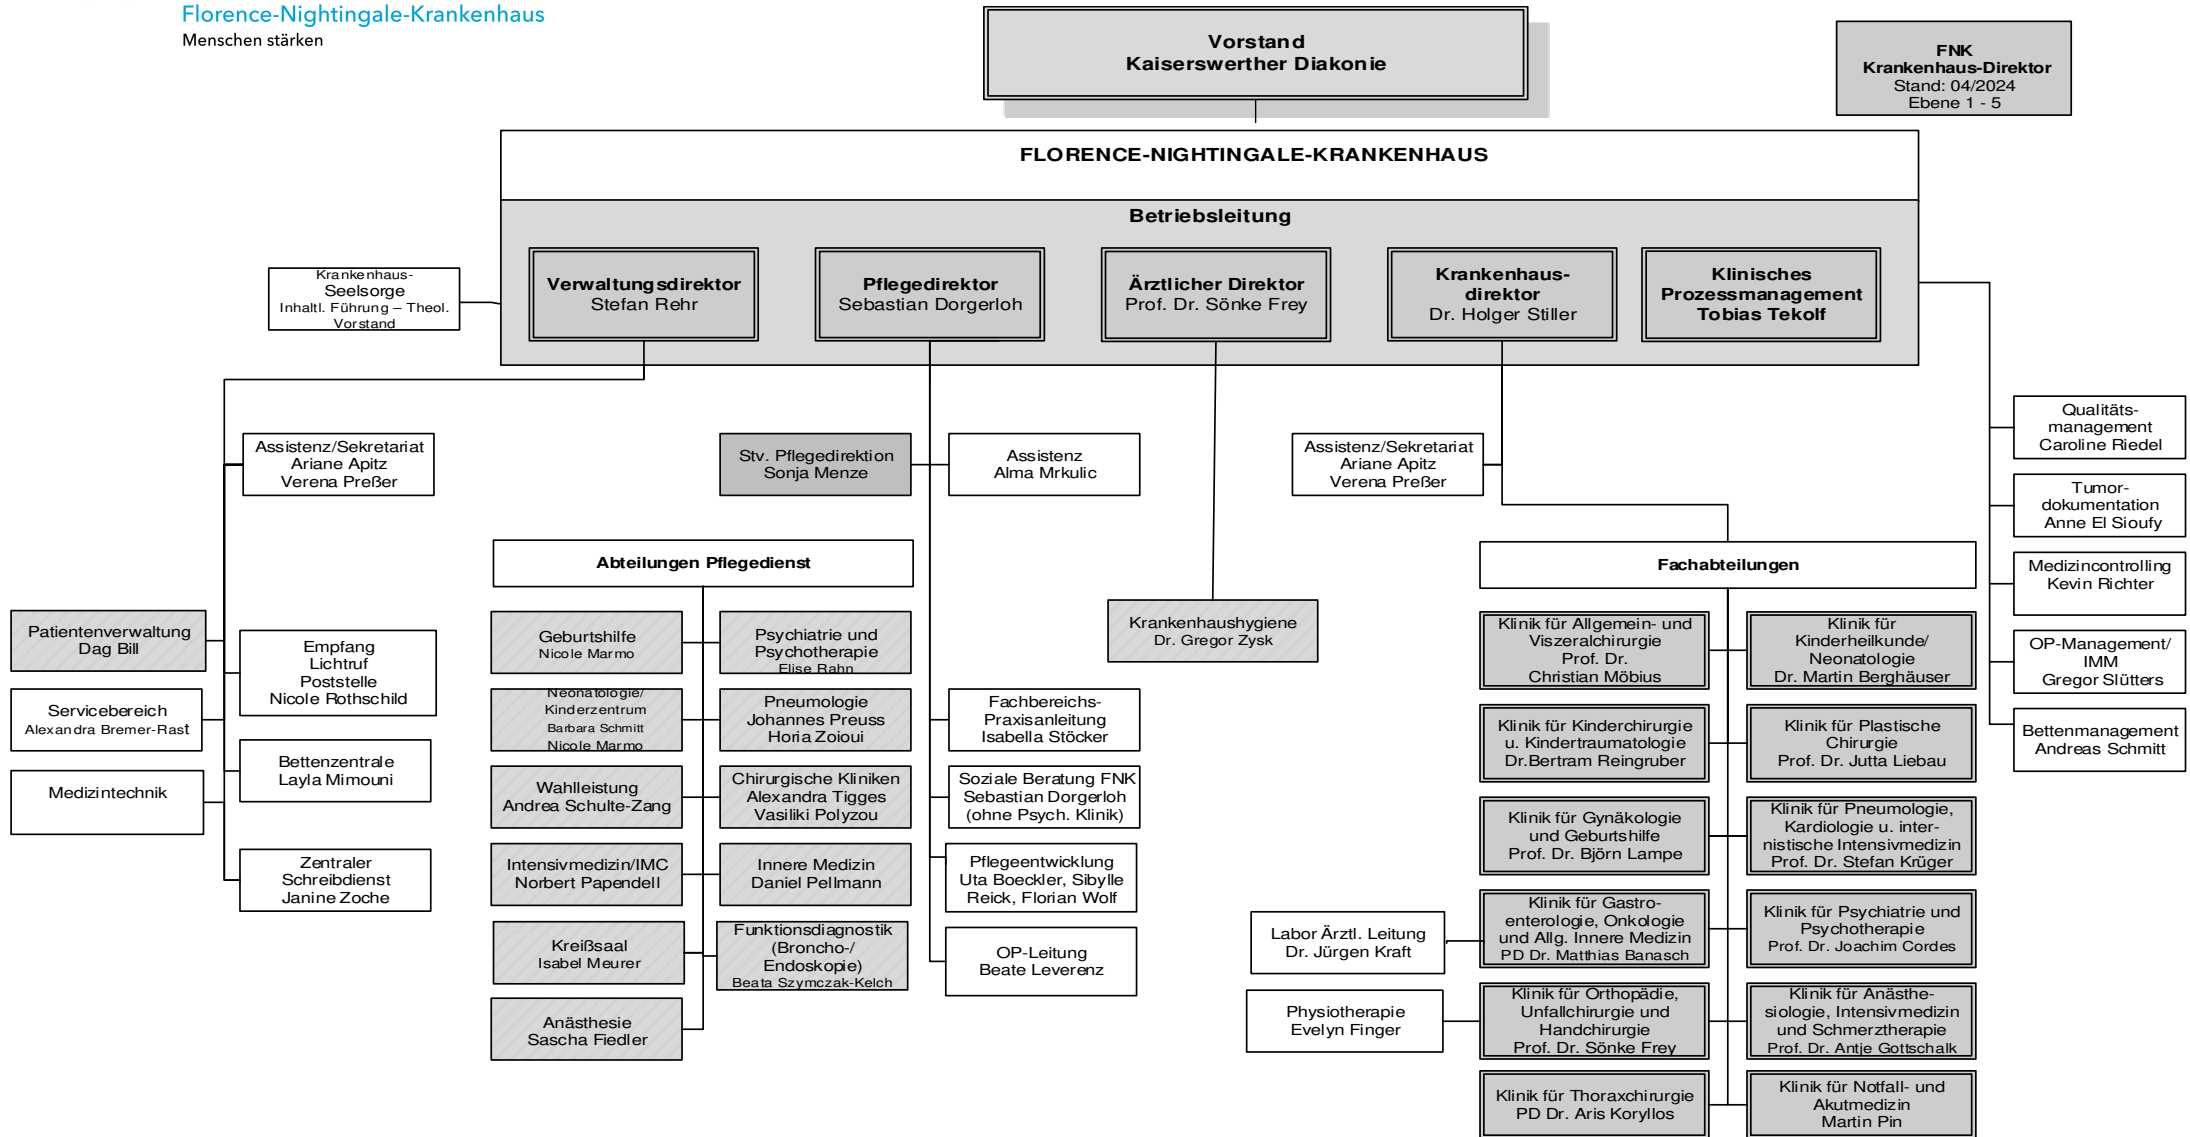 Florence-Nightingale-Krankenhaus
Menschen stärken
Vorstand
Kaiserswerther Diakonie
FNK
Krankenhaus-Direktor
Stand: 04/2024
Ebene 1 - 5
FLORENCE-NIGHTINGALE-KRANKENHAUS
Betriebsleitung
Krankenhaus-
Seelsorge
Inhaltl. Führung – Theol.
Vorstand
Verwaltungsdirektor
Stefan Rehr
Pflegedirektor
Sebastian Dorgerloh
Ärztlicher Direktor
Prof. Dr. Sönke Frey
Krankenhaus-
direktor
Dr. Holger Stiller
Klinisches
Prozessmanagement
Tobias Tekolf
Assistenz/Sekretariat
Ariane Apitz
Verena Preßer
Stv. Pflegedirektion
Sonja Menze
Assistenz
Alma Mrkulic
Assistenz/Sekretariat
Ariane Apitz
Verena Preßer
Qualitäts-
management
Caroline Riedel
Tumor-
dokumentation
Anne El Sioufy
Medizincontrolling
Kevin Richter
OP-Management/
IMM
Gregor Slütters
Bettenmanagement
Andreas Schmitt
Patientenverwaltung
Dag Bill
Servicebereich
Alexandra Bremer-Rast
Medizintechnik
Empfang
Lichtruf
Poststelle
Nicole Rothschild
Bettenzentrale
Layla Mimouni
Zentraler
Schreibdienst
Janine Zoche
Abteilungen Pflegedienst
Geburtshilfe
Nicole Marmo
Psychiatrie und
Psychotherapie
Elise Rahn
Neonatologie/
Kinderzentrum
Barbara Schmitt
Nicole Marmo
Pneumologie
Johannes Preuss
Horia Zoioui
Wahlleistung
Andrea Schulte-Zang
Chirurgische Kliniken
Alexandra Tigges
Vasiliki Polyzou
Intensivmedizin/IMC
Norbert Papendell
Innere Medizin
Daniel Pellmann
Kreißsaal
Isabel Meurer
Funktionsdiagnostik
(Broncho-/
Endoskopie)
Beata Szymczak-Kelch
Anästhesie
Sascha Fiedler
Fachbereichs-
Praxisanleitung
Isabella Stöcker
Soziale Beratung FNK
Sebastian Dorgerloh
(ohne Psych. Klinik)
Pflegeentwicklung
Uta Boeckler, Sibylle
Reick, Florian Wolf
OP-Leitung
Beate Leverenz
Krankenhaushygiene
Dr. Gregor Zysk
Fachabteilungen
Klinik für Allgemein- und
Viszeralchirurgie
Prof. Dr.
Christian Möbius
Klinik für
Kinderheilkunde/
Neonatologie
Dr. Martin Berghäuser
Klinik für Kinderchirurgie
u. Kindertraumatologie
Dr.Bertram Reingruber
Klinik für Plastische
Chirurgie
Prof. Dr. Jutta Liebau
Klinik für Gynäkologie
und Geburtshilfe
Prof. Dr. Björn Lampe
Klinik für Pneumologie,
Kardiologie u. inter-
nistische Intensivmedizin
Prof. Dr. Stefan Krüger
Labor Ärztl. Leitung
Dr. Jürgen Kraft
Klinik für Gastro-
enterologie, Onkologie
und Allg. Innere Medizin
PD Dr. Matthias Banasch
Klinik für Psychiatrie und
Psychotherapie
Prof. Dr. Joachim Cordes
Physiotherapie
Evelyn Finger
Klinik für Orthopädie,
Unfallchirurgie und
Handchirurgie
Prof. Dr. Sönke Frey
Klinik für Anästhe-
siologie, Intensivmedizin
und Schmerztherapie
Prof. Dr. Antje Gottschalk
Klinik für Thoraxchirurgie
PD Dr. Aris Koryllos
Klinik für Notfall- und
Akutmedizin
Martin Pin